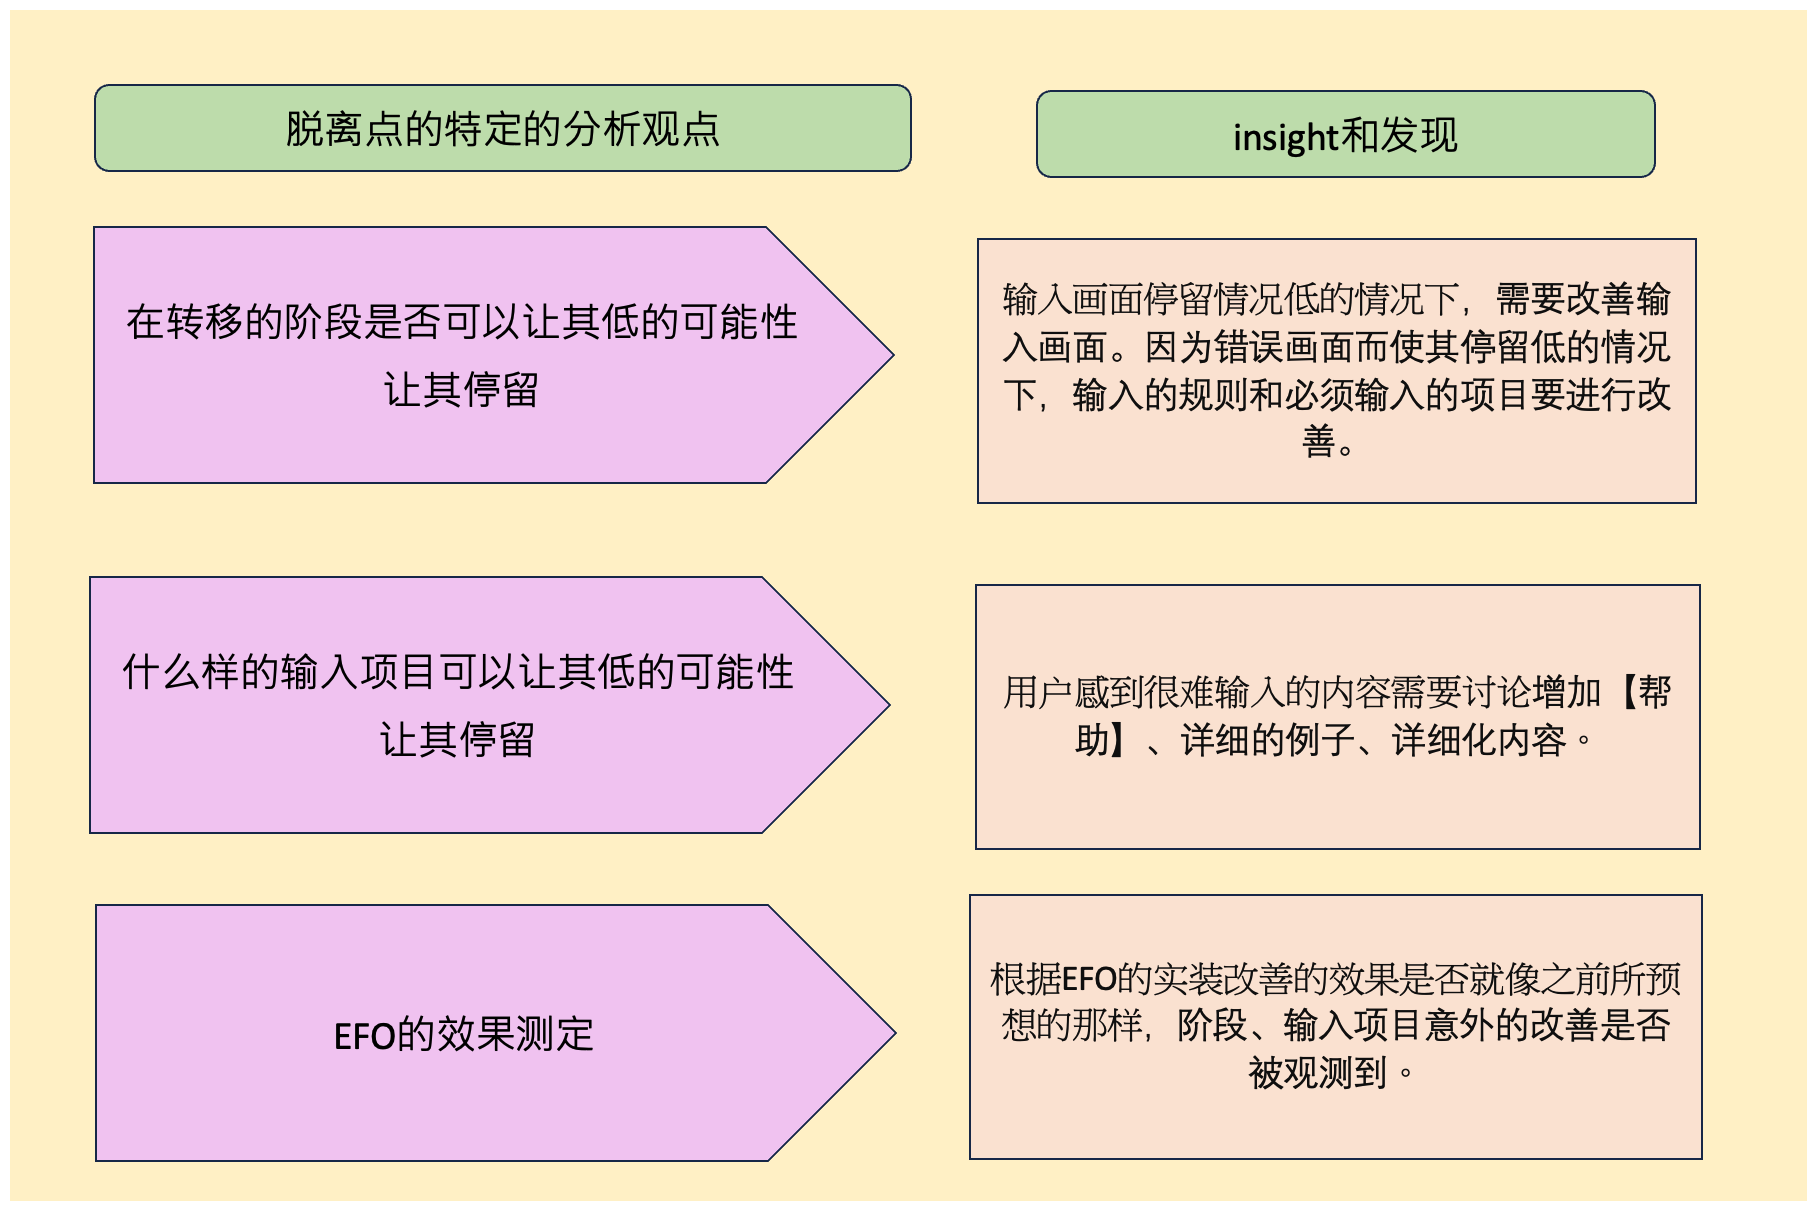 脱离点的特定的分析观点
insight和发现
在转移的阶段是否可以让其低的可能性
让其停留
输入画面停留情况低的情况下，需要改善输
入画面。因为错误画面而使其停留低的情况
下，输入的规则和必须输入的项目要进行改
善。
什么样的输入项目可以让其低的可能性
让其停留
用户感到很难输入的内容需要讨论增加【帮
助】、详细的例子、详细化内容。
EFO的效果测定
根据EFO的实装改善的效果是否就像之前所预
想的那样，阶段、输入项目意外的改善是否
被观测到。